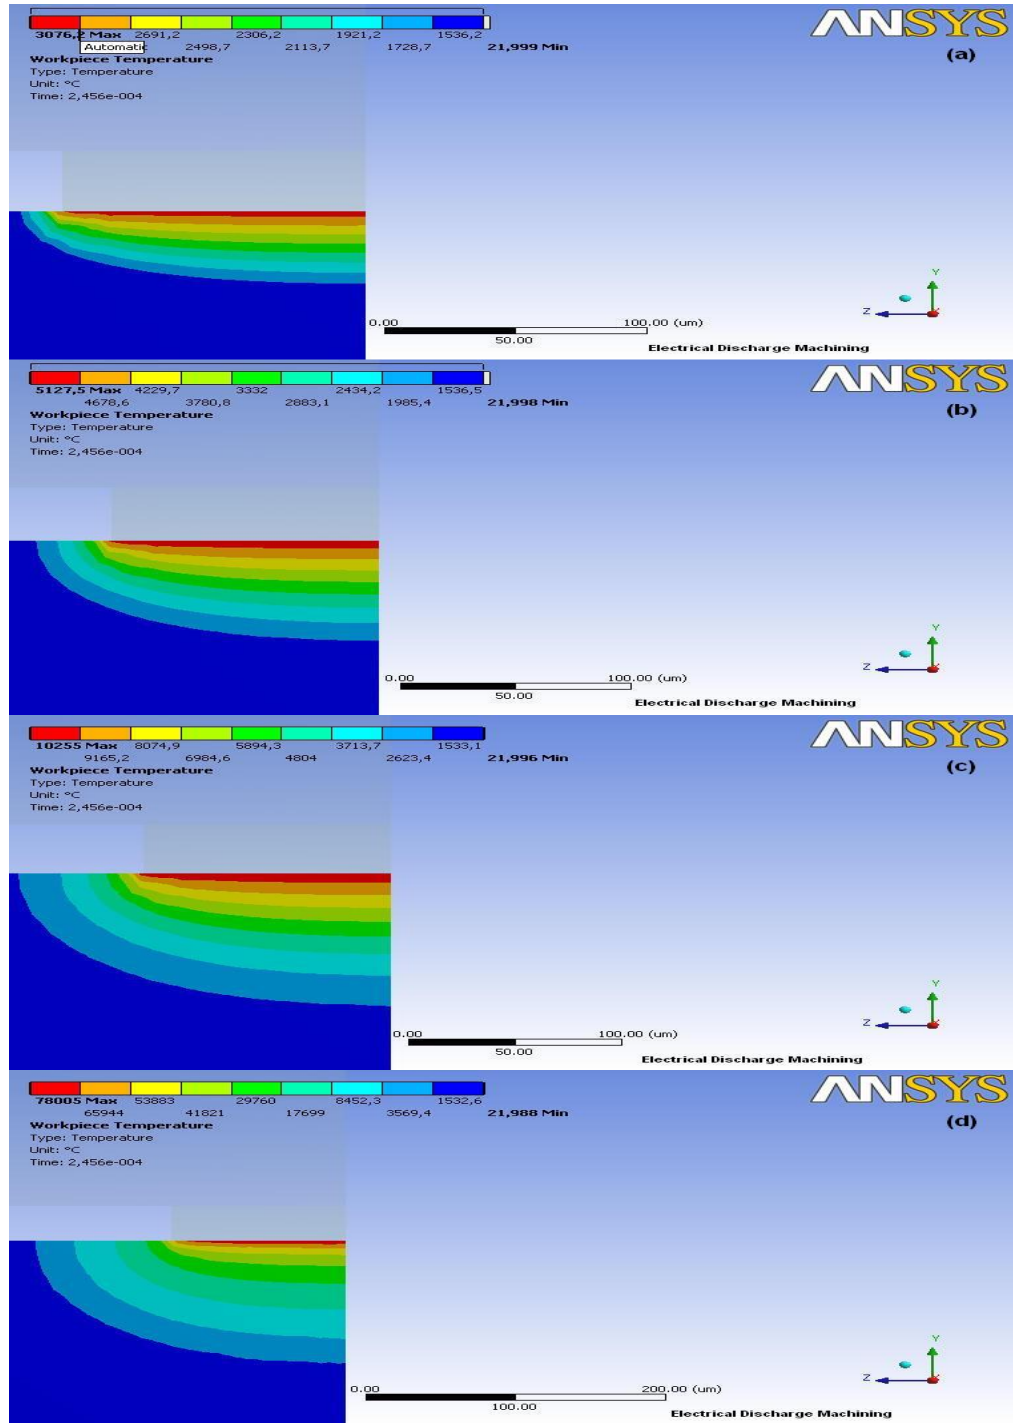 ANSYS
3076,2 Max 2691,2 2306,2 1921,2 1536,2
Automatic 2498,7 2113,7 1728,7 21,999 Min
(a)
Workpiece Temperature
Type: Temperature
Unit: °C
Time: 2,456e-004
Y
Z
0.00 100.00 (um)
50.00
Electrical Discharge Machining
ANSYS
5127,5 Max 4229,7 3332 2434,2 1536,5
4678,6 3780,8 2883,1 1985,4 21,998 Min
(b)
Workpiece Temperature
Type: Temperature
Unit: °C
Time: 2,456e-004
Y
Z
0.00 100.00 (um)
50.00
Electrical Discharge Machining
ANSYS
10255 Max 8074,9 5894,3 3713,7 1533,1
9165,2 6984,6 4804 2623,4 21,996 Min
(c)
Workpiece Temperature
Type: Temperature
Unit: °C
Time: 2,456e-004
Y
Z
0.00 100.00 (um)
50.00
Electrical Discharge Machining
ANSYS
78005 Max 53883 29760 8452,3 1532,6
65944 41821 17699 3569,4 21,988 Min
(d)
Workpiece Temperature
Type: Temperature
Unit: °C
Time: 2,456e-004
Y
Z
0.00 200.00 (um)
100.00
Electrical Discharge Machining